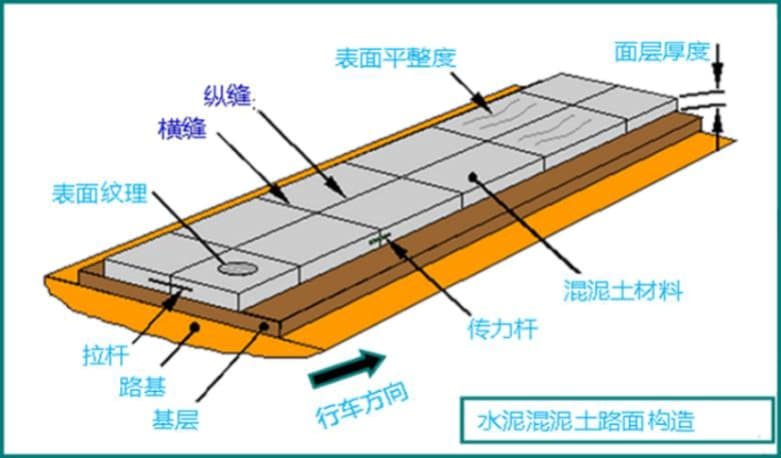 表面平整度
面层厚度
纵缝
横缝
表面纹理
混泥土材料
传力杆
拉杆
路基
基层
行车方向
水泥混泥土路面构造